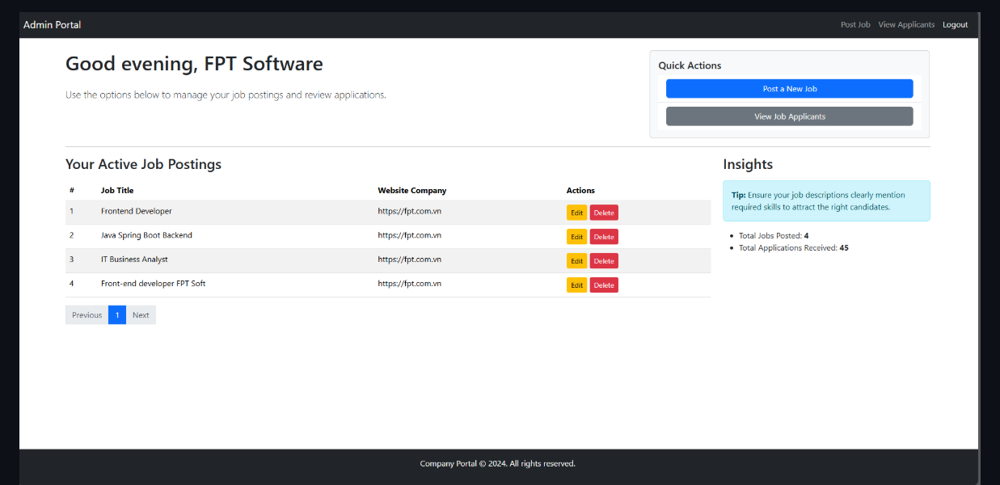 Admin Portal
Post Job View Applicants Logout
Good evening, FPT Software
Use the options below to manage your job postings and review applications.
Quick Actions
Post a New Job
View Job Applicants
Your Active Job Postings
# Job Title Website Company Actions
1 Frontend Developer https://fpt.com.vn Edit Delete
2 Java Spring Boot Backend https://fpt.com.vn Edit Delete
3 IT Business Analyst https://fpt.com.vn Edit Delete
4 Front-end developer FPT Soft https://fpt.com.vn Edit Delete
Previous 1 Next
Insights
Tip: Ensure your job descriptions clearly mention
required skills to attract the right candidates.
• Total Jobs Posted: 4
• Total Applications Received: 45
Company Portal © 2024. All rights reserved.